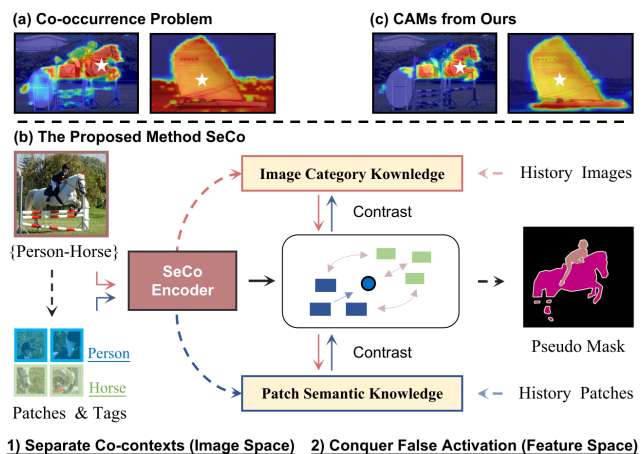 (a) Co-occurrence Problem
(c) CAMs from Ours
(b) The Proposed Method SeCo
Image Category Kownledge
History Images
Contrast
{Person-Horse}
SeCo
Encoder
Person
Horse
Patches & Tags
Contrast
Pseudo Mask
Patch Semantic Knowledge
History Patches
1) Separate Co-contexts (Image Space)
2) Conquer False Activation (Feature Space)